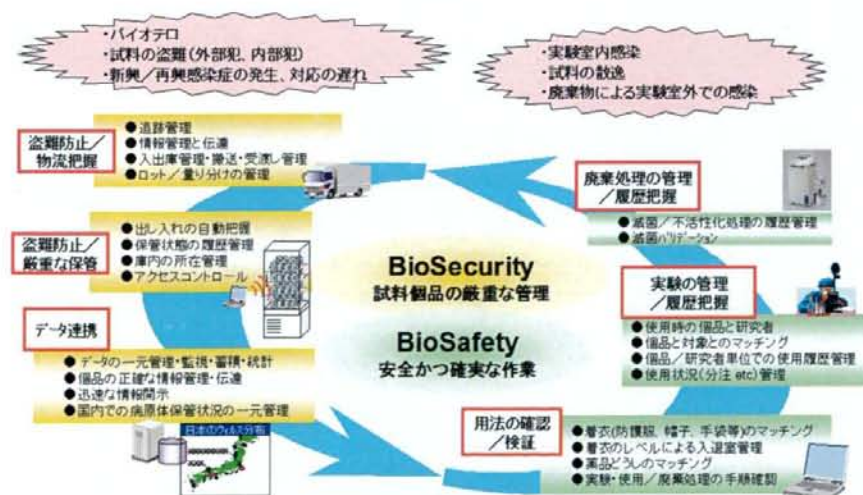 ・バイオテロ
・試料の盗難（外部犯、内部犯）
・新興／再興感染症の発生、対応の遅れ
・実験室内感染
・試料の散逸
・廃棄物による実験室外での感染
盗難防止／
物流把握
●追跡管理
●情報管理と伝達
●入出庫管理・搬送・受渡し管理
●ロット／量り分けの管理
廃棄処理の管理
／履歴把握
●滅菌／不活性化処理の履歴管理
●滅菌バリデーション
盗難防止／
厳重な保管
●出し入れの自動把握
●保管状態の履歴管理
●庫内の所在管理
●アクセスコントロール
BioSecurity
試料個品の厳重な管理
実験の管理
／履歴把握
●使用時の個品と研究者
●個品と対象とのマッチング
●個品／研究者単位での使用履歴管理
●使用状況（分注 etc）管理
データ連携
●データの一元管理・監視・蓄積・統計
●個品の正確な情報管理・伝達
●迅速な情報開示
●国内での病原体保管状況の一元管理
BioSafety
安全かつ確実な作業
日本のウィルス分布
用法の確認
／検証
●着衣(防護服、帽子、手袋等)のマッチング
●着衣のレベルによる入退室管理
●薬品どうしのマッチング
●実験・使用／廃棄処理の手順確認